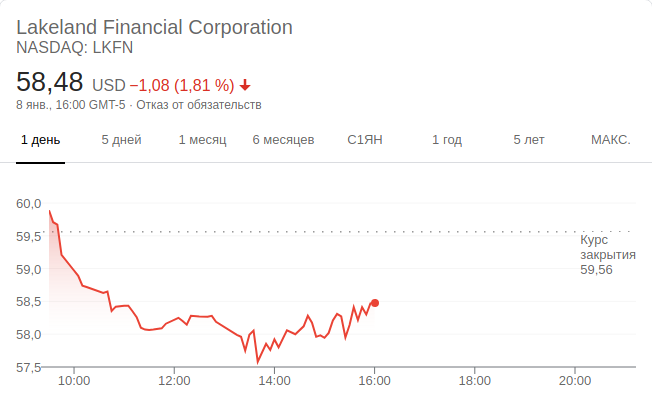 Lakeland Financial Corporation
NASDAQ: LKFN
58,48 USD −1,08 (1,81 %)
8 янв., 16:00 GMT-5 · Отказ от обязательств
1 день 5 дней 1 месяц 6 месяцев С1ЯН 1 год 5 лет МАКС.
60,0
59,5
Курс
закрытия
59,56
59,0
58,5
58,0
57,5
10:00 12:00 14:00 16:00 18:00 20:00